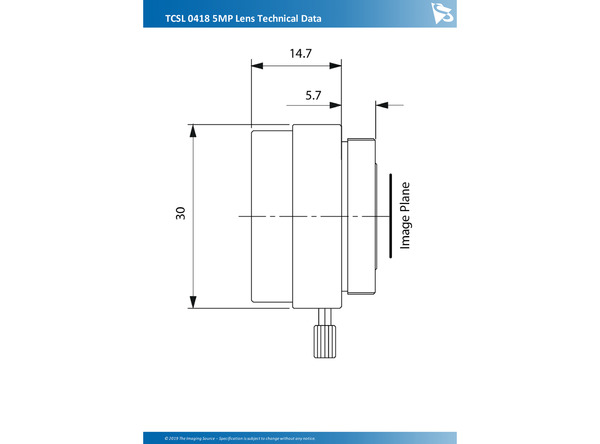 TCSL 0418 5MP Lens Technical Data
14.7
5.7
30
Image Plane
© 2019 The Imaging Source – Specification is subject to change without any notice